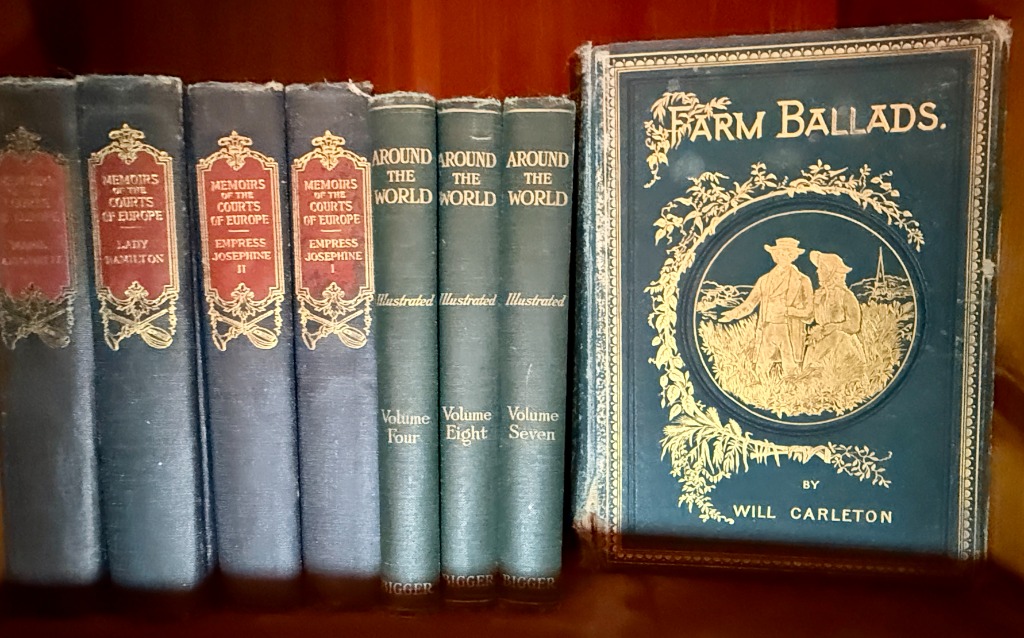 MEMOIRS
OF THE
COURTS
OF EUROPE
LADY
HAMILTON
MEMOIRS
OF THE
COURTS
OF EUROPE
EMPRESS
JOSEPHINE
II
MEMOIRS
OF THE
COURTS
OF EUROPE
EMPRESS
JOSEPHINE
I
AROUND
THE
WORLD
Illustrated
Volume
Four
BIGGER
AROUND
THE
WORLD
Illustrated
Volume
Eight
BIGGER
AROUND
THE
WORLD
Illustrated
Volume
Seven
BIGGER
FARM BALLADS.
BY
WILL CARLETON